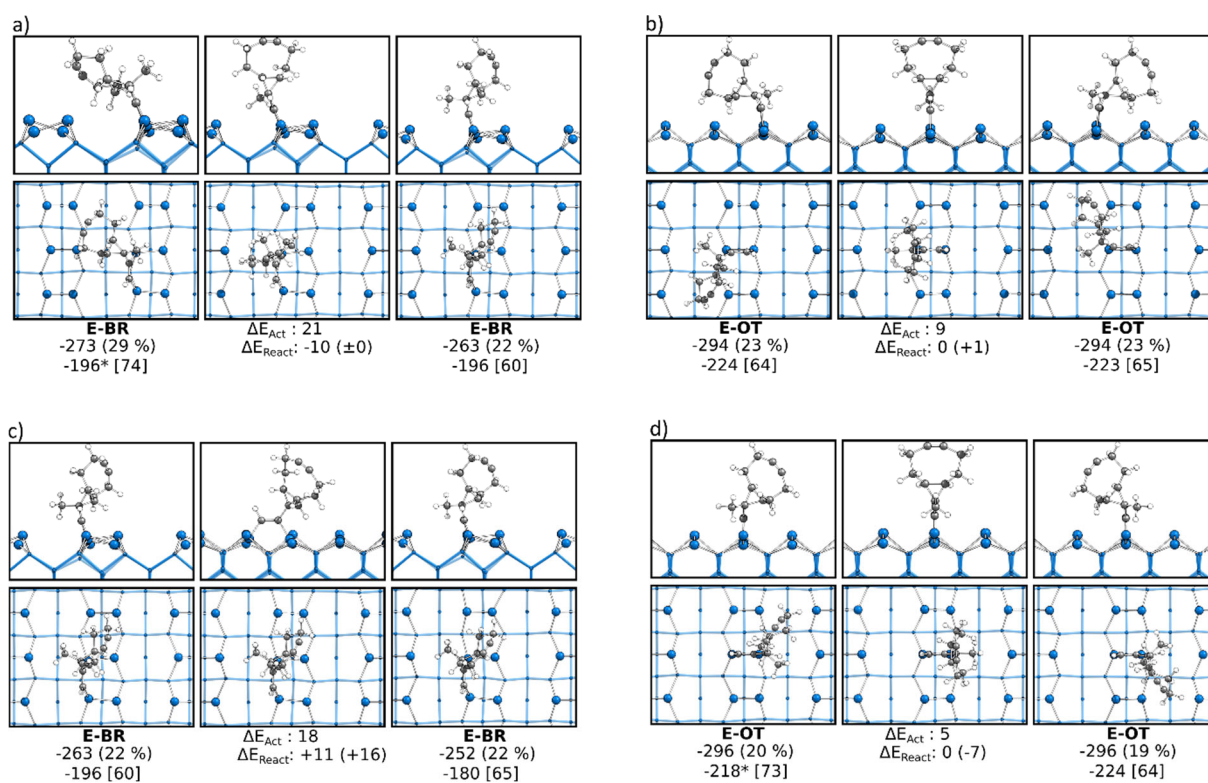 a)
E-BR
-273 (29 %)
-196* [74]
ΔE_Act : 21
ΔE_React: -10 (±0)
E-BR
-263 (22 %)
-196 [60]
b)
E-OT
-294 (23 %)
-224 [64]
ΔE_Act : 9
ΔE_React: 0 (+1)
E-OT
-294 (23 %)
-223 [65]
c)
E-BR
-263 (22 %)
-196 [60]
ΔE_Act : 18
ΔE_React: +11 (+16)
E-BR
-252 (22 %)
-180 [65]
d)
E-OT
-296 (20 %)
-218* [73]
ΔE_Act : 5
ΔE_React: 0 (-7)
E-OT
-296 (19 %)
-224 [64]